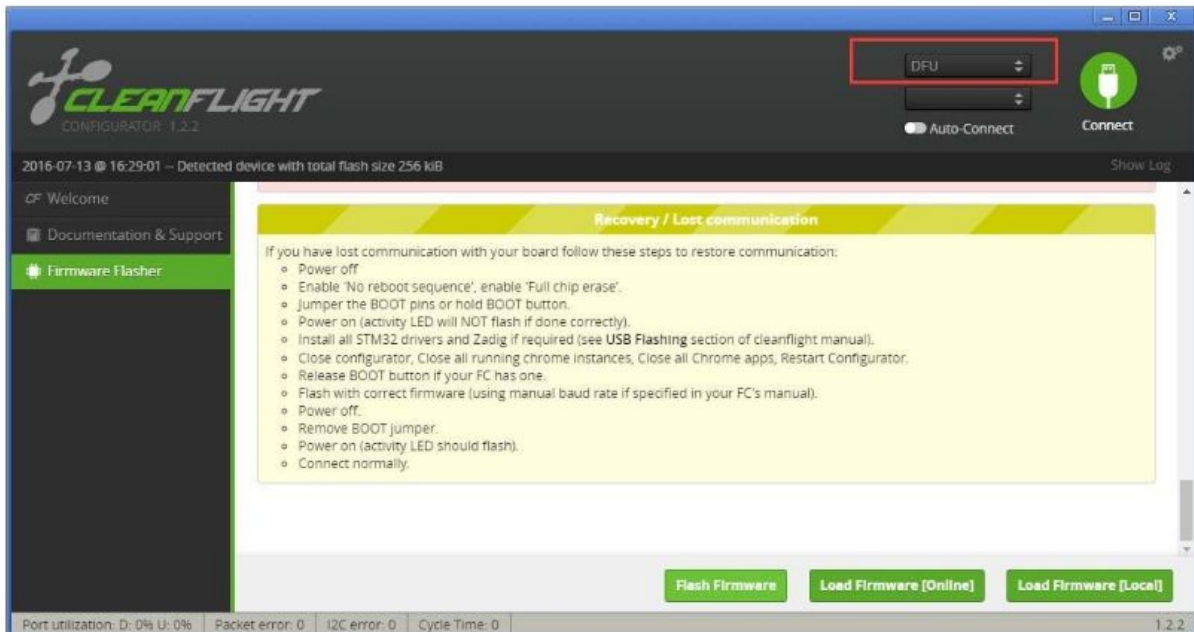 CLEANFLIGHT
CONFIGURATOR 1.2.2
DFU
Auto-Connect
Connect
2016-07-13 @ 16:29:01 -- Detected device with total flash size 256 kiB
Show Log
CF Welcome
Documentation & Support
Firmware Flasher
Recovery / Lost communication
If you have lost communication with your board follow these steps to restore communication:
Power off
Enable 'No reboot sequence', enable 'Full chip erase'.
Jumper the BOOT pins or hold BOOT button.
Power on (activity LED will NOT flash if done correctly).
Install all STM32 drivers and Zadig if required (see USB Flashing section of cleanflight manual).
Close configurator, Close all running chrome instances, Close all Chrome apps, Restart Configurator.
Release BOOT button if your FC has one.
Flash with correct firmware (using manual baud rate if specified in your FC's manual).
Power off.
Remove BOOT jumper.
Power on (activity LED should flash).
Connect normally.
Flash Firmware
Load Firmware [Online]
Load Firmware [Local]
Port utilization: D: 0% U: 0%
Packet error: 0
I2C error: 0
Cycle Time: 0
1.2.2